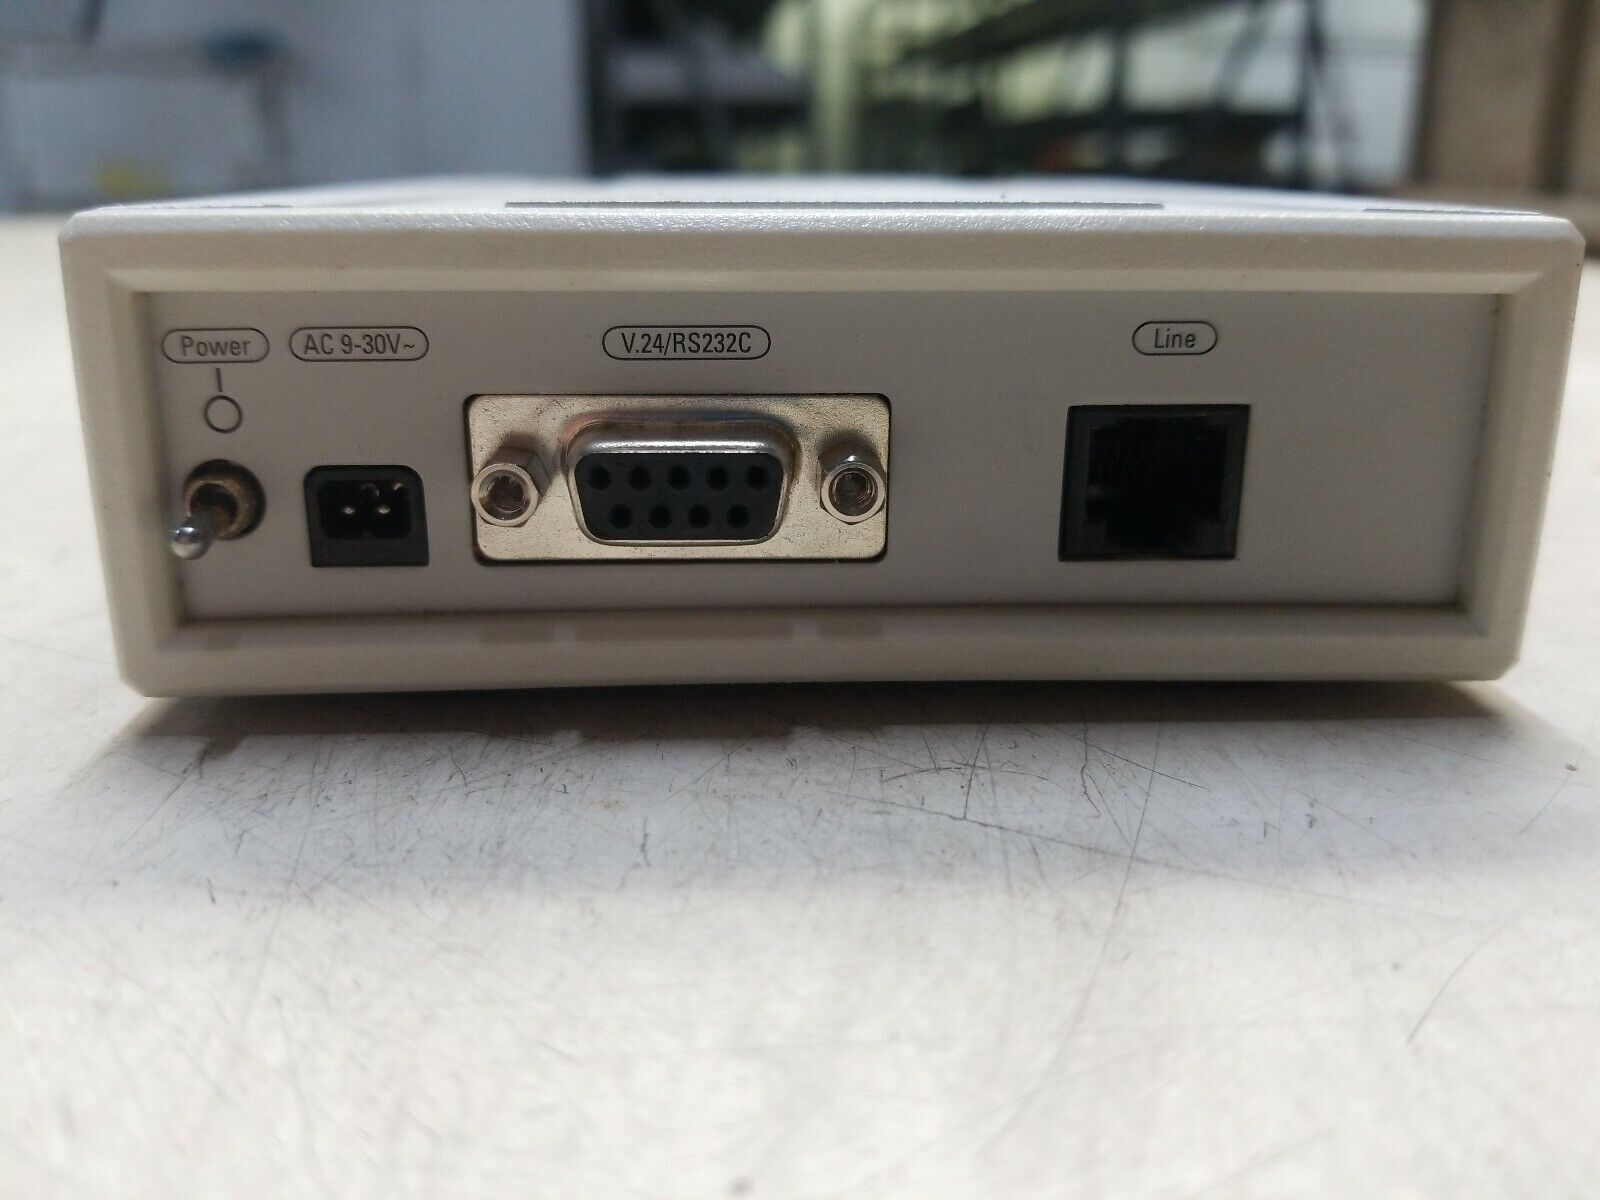 Power
AC 9-30V~
V.24/RS232C
Line